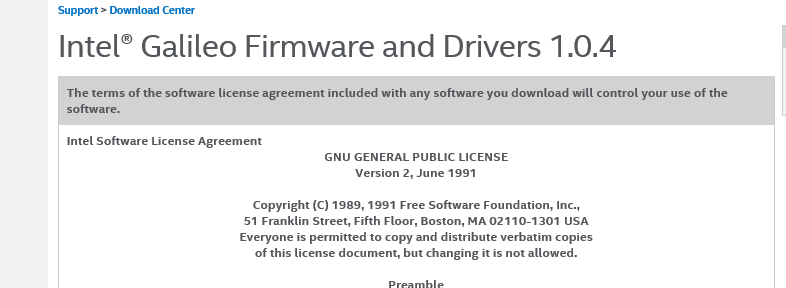 Support > Download Center
Intel® Galileo Firmware and Drivers 1.0.4
The terms of the software license agreement included with any software you download will control your use of the
software.
Intel Software License Agreement
GNU GENERAL PUBLIC LICENSE
Version 2, June 1991
Copyright (C) 1989, 1991 Free Software Foundation, Inc.,
51 Franklin Street, Fifth Floor, Boston, MA 02110-1301 USA
Everyone is permitted to copy and distribute verbatim copies
of this license document, but changing it is not allowed.
Preamble